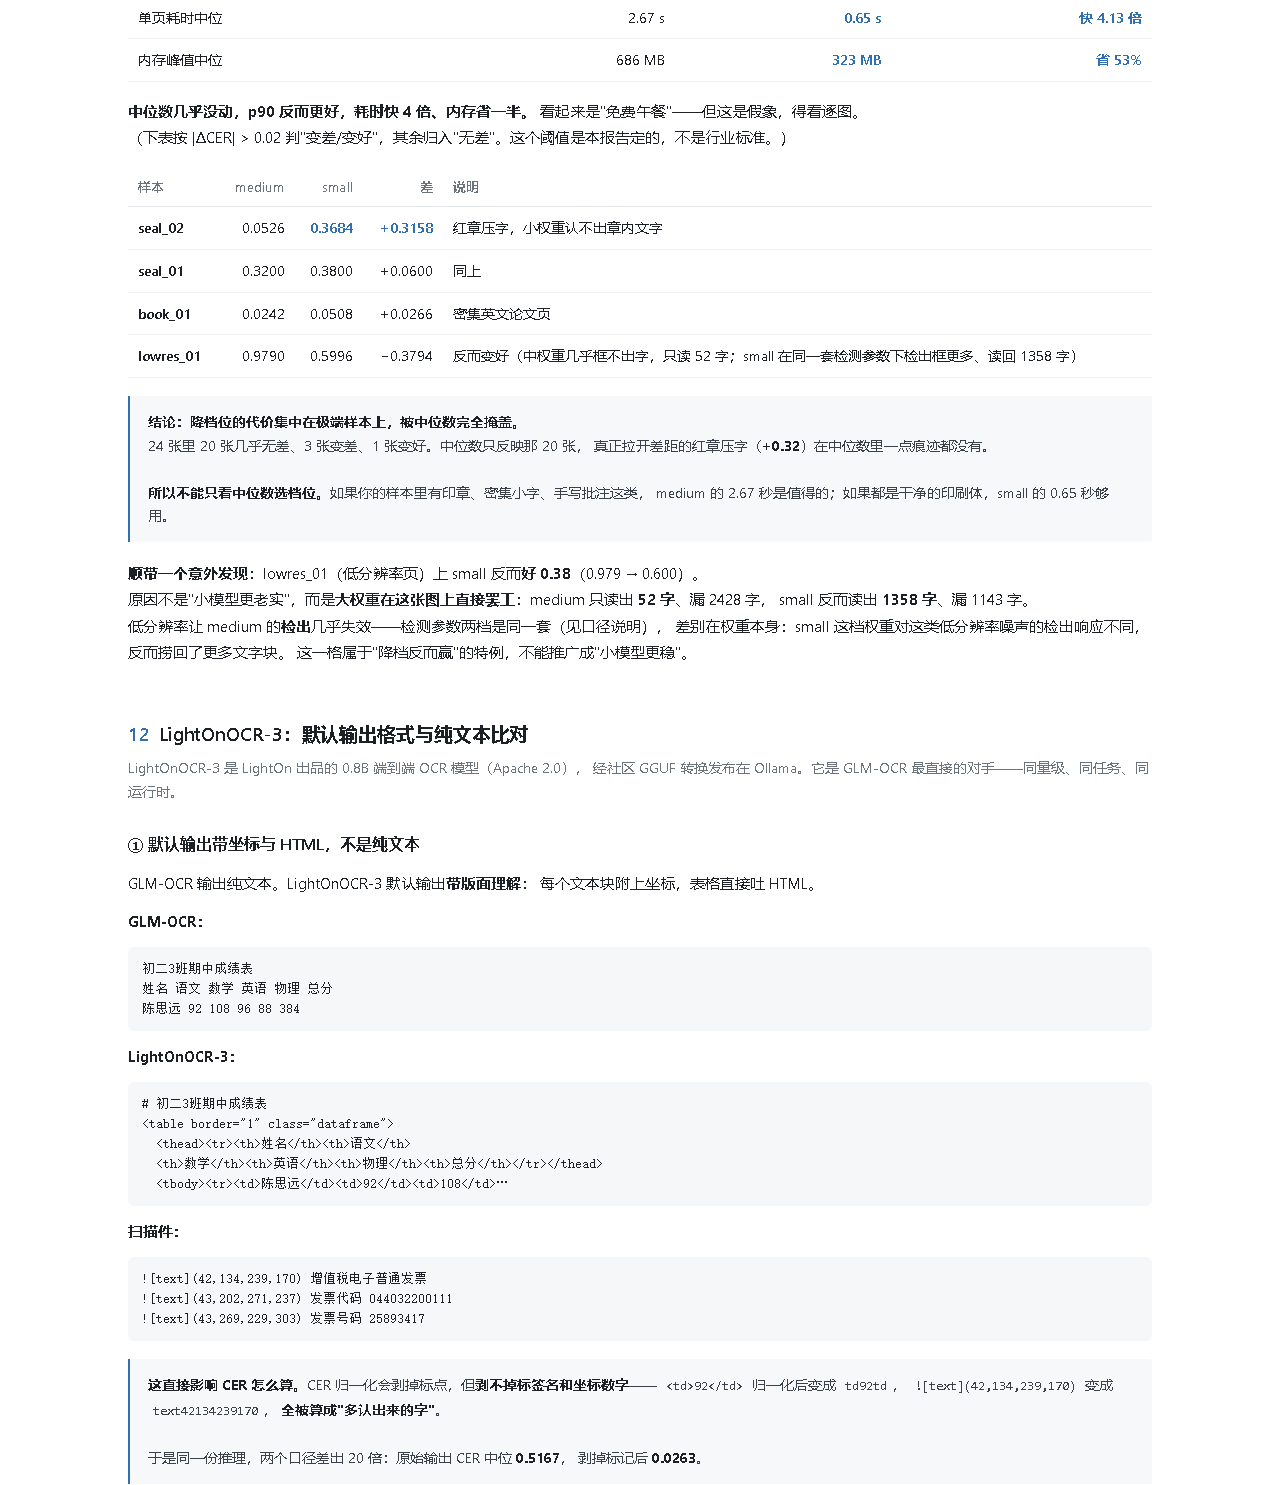 单页耗时中位 2.67 s 0.65 s 快 4.13 倍
内存峰值中位 686 MB 323 MB 省 53%
中位数几乎没动，p90 反而更好，耗时快 4 倍、内存省一半。 看起来是"免费午餐"——但这是假象，得看逐图。
（下表按 |ΔCER| > 0.02 判"变差/变好"，其余归入"无差"。这个阈值是本报告定的，不是行业标准。）
样本 medium small 差 说明
seal_02 0.0526 0.3684 +0.3158 红章压字，小权重认不出章内文字
seal_01 0.3200 0.3800 +0.0600 同上
book_01 0.0242 0.0508 +0.0266 密集英文论文页
lowres_01 0.9790 0.5996 −0.3794 反而变好（中权重几乎框不出字，只读 52 字；small 在同一套检测参数下检出框更多、读回 1358 字）
结论：降档位的代价集中在极端样本上，被中位数完全掩盖。
24 张里 20 张几乎无差、3 张变差、1 张变好。中位数只反映那 20 张， 真正拉开差距的红章压字（+0.32）在中位数里一点痕迹都没有。
所以不能只看中位数选档位。如果你的样本里有印章、密集小字、手写批注这类， medium 的 2.67 秒是值得的；如果都是干净的印刷体，small 的 0.65 秒够
用。
顺带一个意外发现：lowres_01（低分辨率页）上 small 反而好 0.38（0.979 → 0.600）。
原因不是"小模型更老实"，而是大权重在这张图上直接罢工：medium 只读出 52 字、漏 2428 字， small 反而读出 1358 字、漏 1143 字。
低分辨率让 medium 的检出几乎失效——检测参数两档是同一套（见口径说明）， 差别在权重本身：small 这档权重对这类低分辨率噪声的检出响应不同，
反而捞回了更多文字块。 这一格属于"降档反而赢"的特例，不能推广成"小模型更稳"。
12 LightOnOCR-3：默认输出格式与纯文本比对
LightOnOCR-3 是 LightOn 出品的 0.8B 端到端 OCR 模型（Apache 2.0）， 经社区 GGUF 转换发布在 Ollama。它是 GLM-OCR 最直接的对手——同量级、同任务、同
运行时。
① 默认输出带坐标与 HTML，不是纯文本
GLM-OCR 输出纯文本。LightOnOCR-3 默认输出带版面理解： 每个文本块附上坐标，表格直接吐 HTML。
GLM-OCR：
初二3班期中成绩表
姓名 语文 数学 英语 物理 总分
陈思远 92 108 96 88 384
LightOnOCR-3：
# 初二3班期中成绩表
<table border="1" class="dataframe">
<thead><tr><th>姓名</th><th>语文</th>
<th>数学</th><th>英语</th><th>物理</th><th>总分</th></tr></thead>
<tbody><tr><td>陈思远</td><td>92</td><td>108</td>…
扫描件：
![text](42,134,239,170) 增值税电子普通发票
![text](43,202,271,237) 发票代码 044032200111
![text](43,269,229,303) 发票号码 25893417
这直接影响 CER 怎么算。CER 归一化会剥掉标点，但剥不掉标签名和坐标数字—— <td>92</td> 归一化后变成 td92td ， ![text](42,134,239,170) 变成
text42134239170 ， 全被算成"多认出来的字"。
于是同一份推理，两个口径差出 20 倍：原始输出 CER 中位 0.5167， 剥掉标记后 0.0263。